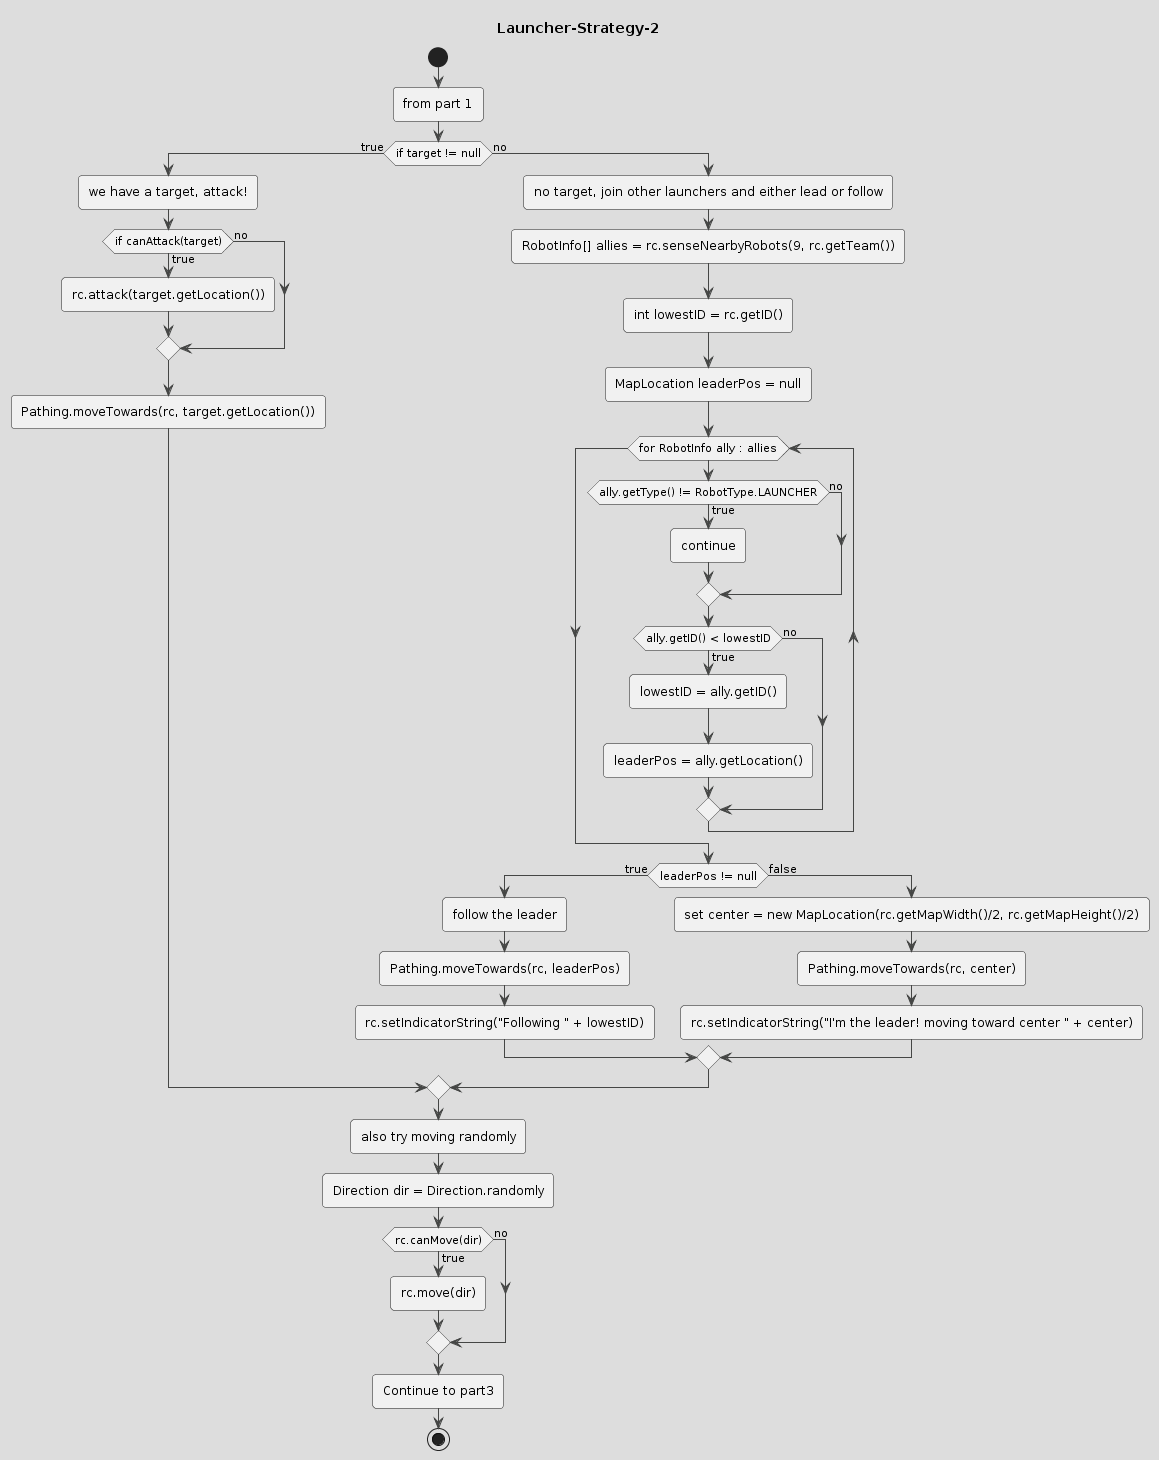 Launcher-Strategy-2
from part 1
true
if target != null
no
we have a target, attack!
if canAttack(target)
no
true
rc.attack(target.getLocation())
Pathing.moveTowards(rc, target.getLocation())
no target, join other launchers and either lead or follow
RobotInfo[] allies = rc.senseNearbyRobots(9, rc.getTeam())
int lowestID = rc.getID()
MapLocation leaderPos = null
for RobotInfo ally : allies
ally.getType() != RobotType.LAUNCHER
no
true
continue
ally.getID() < lowestID
no
true
lowestID = ally.getID()
leaderPos = ally.getLocation()
true
leaderPos != null
false
follow the leader
Pathing.moveTowards(rc, leaderPos)
rc.setIndicatorString("Following " + lowestID)
set center = new MapLocation(rc.getMapWidth()/2, rc.getMapHeight()/2)
Pathing.moveTowards(rc, center)
rc.setIndicatorString("I'm the leader! moving toward center " + center)
also try moving randomly
Direction dir = Direction.randomly
rc.canMove(dir)
no
true
rc.move(dir)
Continue to part3